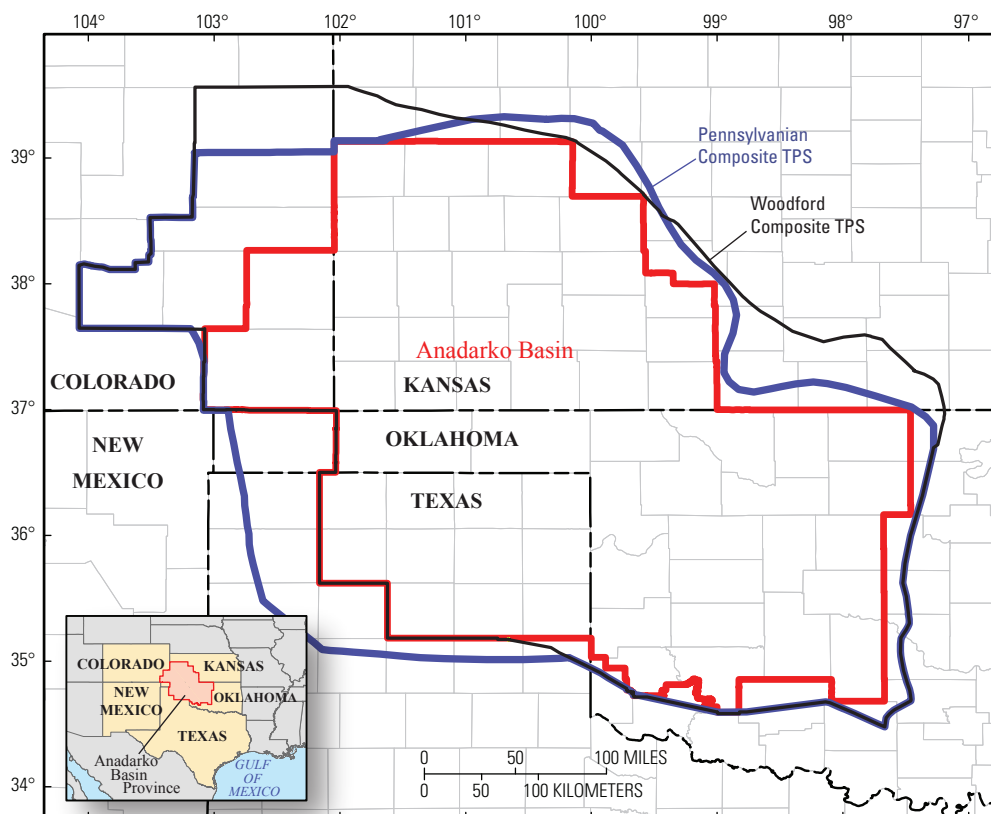 104° 103° 102° 101° 100° 99° 98° 97°
39°
38°
37°
36°
35°
34°
Pennsylvanian
Composite TPS
Woodford
Composite TPS
Anadarko Basin
COLORADO
KANSAS
NEW
MEXICO
OKLAHOMA
TEXAS
COLORADO
KANSAS
NEW
MEXICO
OKLAHOMA
TEXAS
Anadarko
Basin
Province
GULF
OF
MEXICO
0 50 100 MILES
0 50 100 KILOMETERS